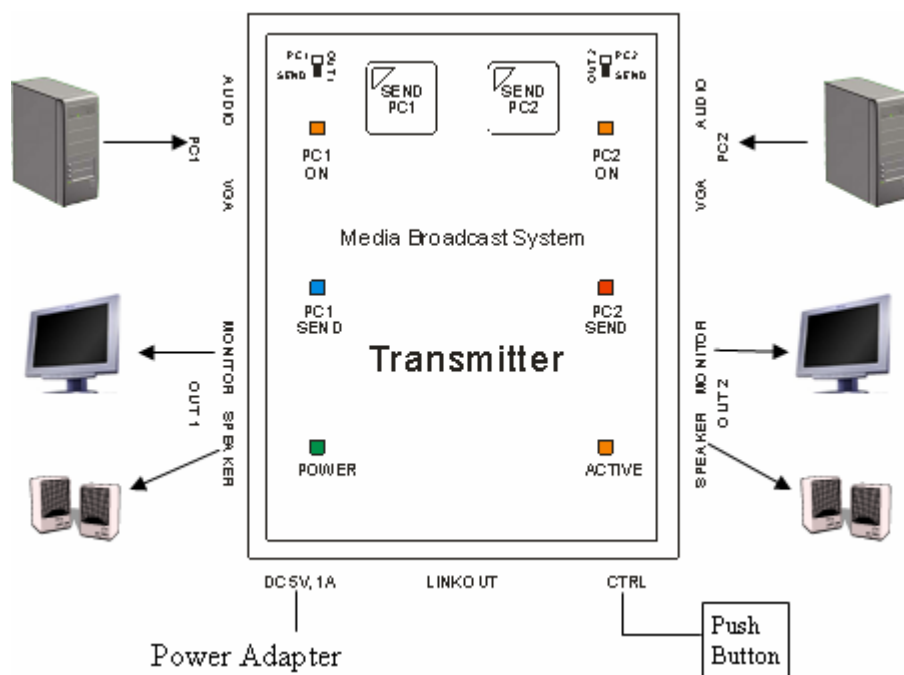 PC1
SEND
OUT 1
SEND
PC1
SEND
PC2
OUT 2
PC2
SEND
AUDIO
PC1
VGA
PC1
ON
PC2
ON
AUDIO
PC2
VGA
Media Broadcast System
PC1
SEND
PC2
SEND
Transmitter
MONITOR
OUT 1
SPEAKER
MONITOR
OUT 2
SPEAKER
POWER
ACTIVE
DC 5V, 1A
LINKOUT
CTRL
Power Adapter
Push
Button